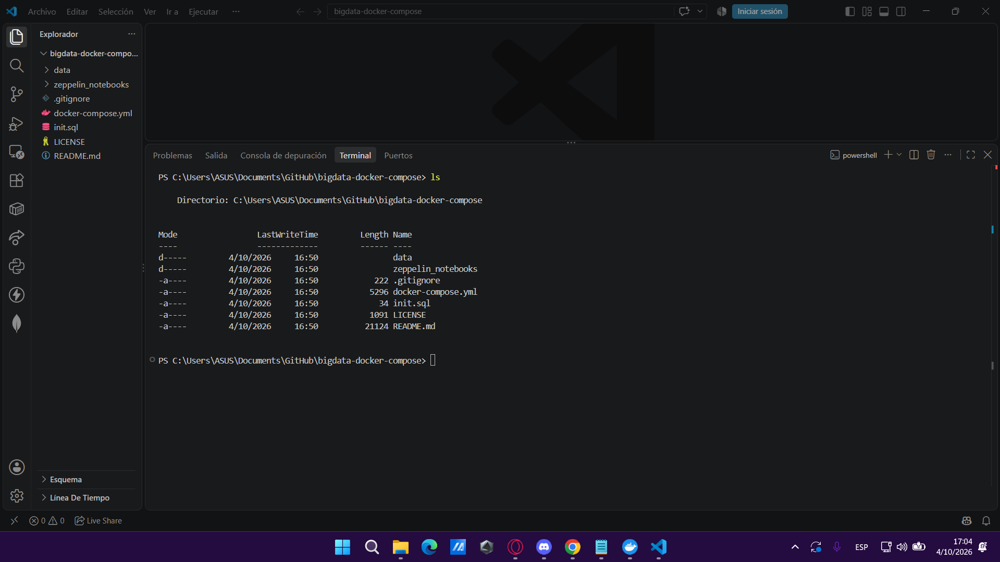 Archivo Editar Selección Ver Ir a Ejecutar ···
bigdata-docker-compose
Iniciar sesión
Explorador ···
bigdata-docker-compo...
data
zeppelin_notebooks
.gitignore
docker-compose.yml
init.sql
LICENSE
README.md
Esquema
Línea De Tiempo
Problemas Salida Consola de depuración Terminal Puertos
powershell
PS C:\Users\ASUS\Documents\GitHub\bigdata-docker-compose> ls
Directorio: C:\Users\ASUS\Documents\GitHub\bigdata-docker-compose
Mode LastWriteTime Length Name
---- ------------- ------ ----
d----- 4/10/2026 16:50 data
d----- 4/10/2026 16:50 zeppelin_notebooks
-a---- 4/10/2026 16:50 222 .gitignore
-a---- 4/10/2026 16:50 5296 docker-compose.yml
-a---- 4/10/2026 16:50 34 init.sql
-a---- 4/10/2026 16:50 1091 LICENSE
-a---- 4/10/2026 16:50 21124 README.md
PS C:\Users\ASUS\Documents\GitHub\bigdata-docker-compose>
0 0 Live Share
ESP
17:04
4/10/2026